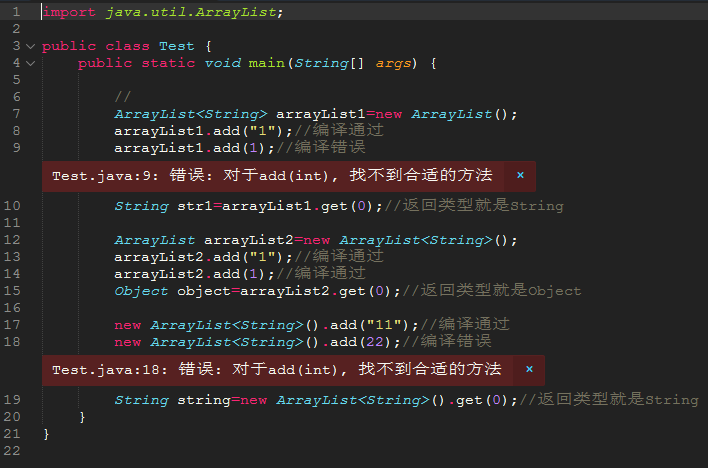 1 import java.util.ArrayList;
2
3 public class Test {
4 public static void main(String[] args) {
5
6 //
7 ArrayList<String> arrayList1=new ArrayList();
8 arrayList1.add("1");//编译通过
9 arrayList1.add(1);//编译错误
Test.java:9: 错误: 对于add(int), 找不到合适的方法 ×
10 String str1=arrayList1.get(0);//返回类型就是String
11
12 ArrayList arrayList2=new ArrayList<String>();
13 arrayList2.add("1");//编译通过
14 arrayList2.add(1);//编译通过
15 Object object=arrayList2.get(0);//返回类型就是Object
16
17 new ArrayList<String>().add("11");//编译通过
18 new ArrayList<String>().add(22);//编译错误
Test.java:18: 错误: 对于add(int), 找不到合适的方法 ×
19 String string=new ArrayList<String>().get(0);//返回类型就是String
20 }
21 }
22